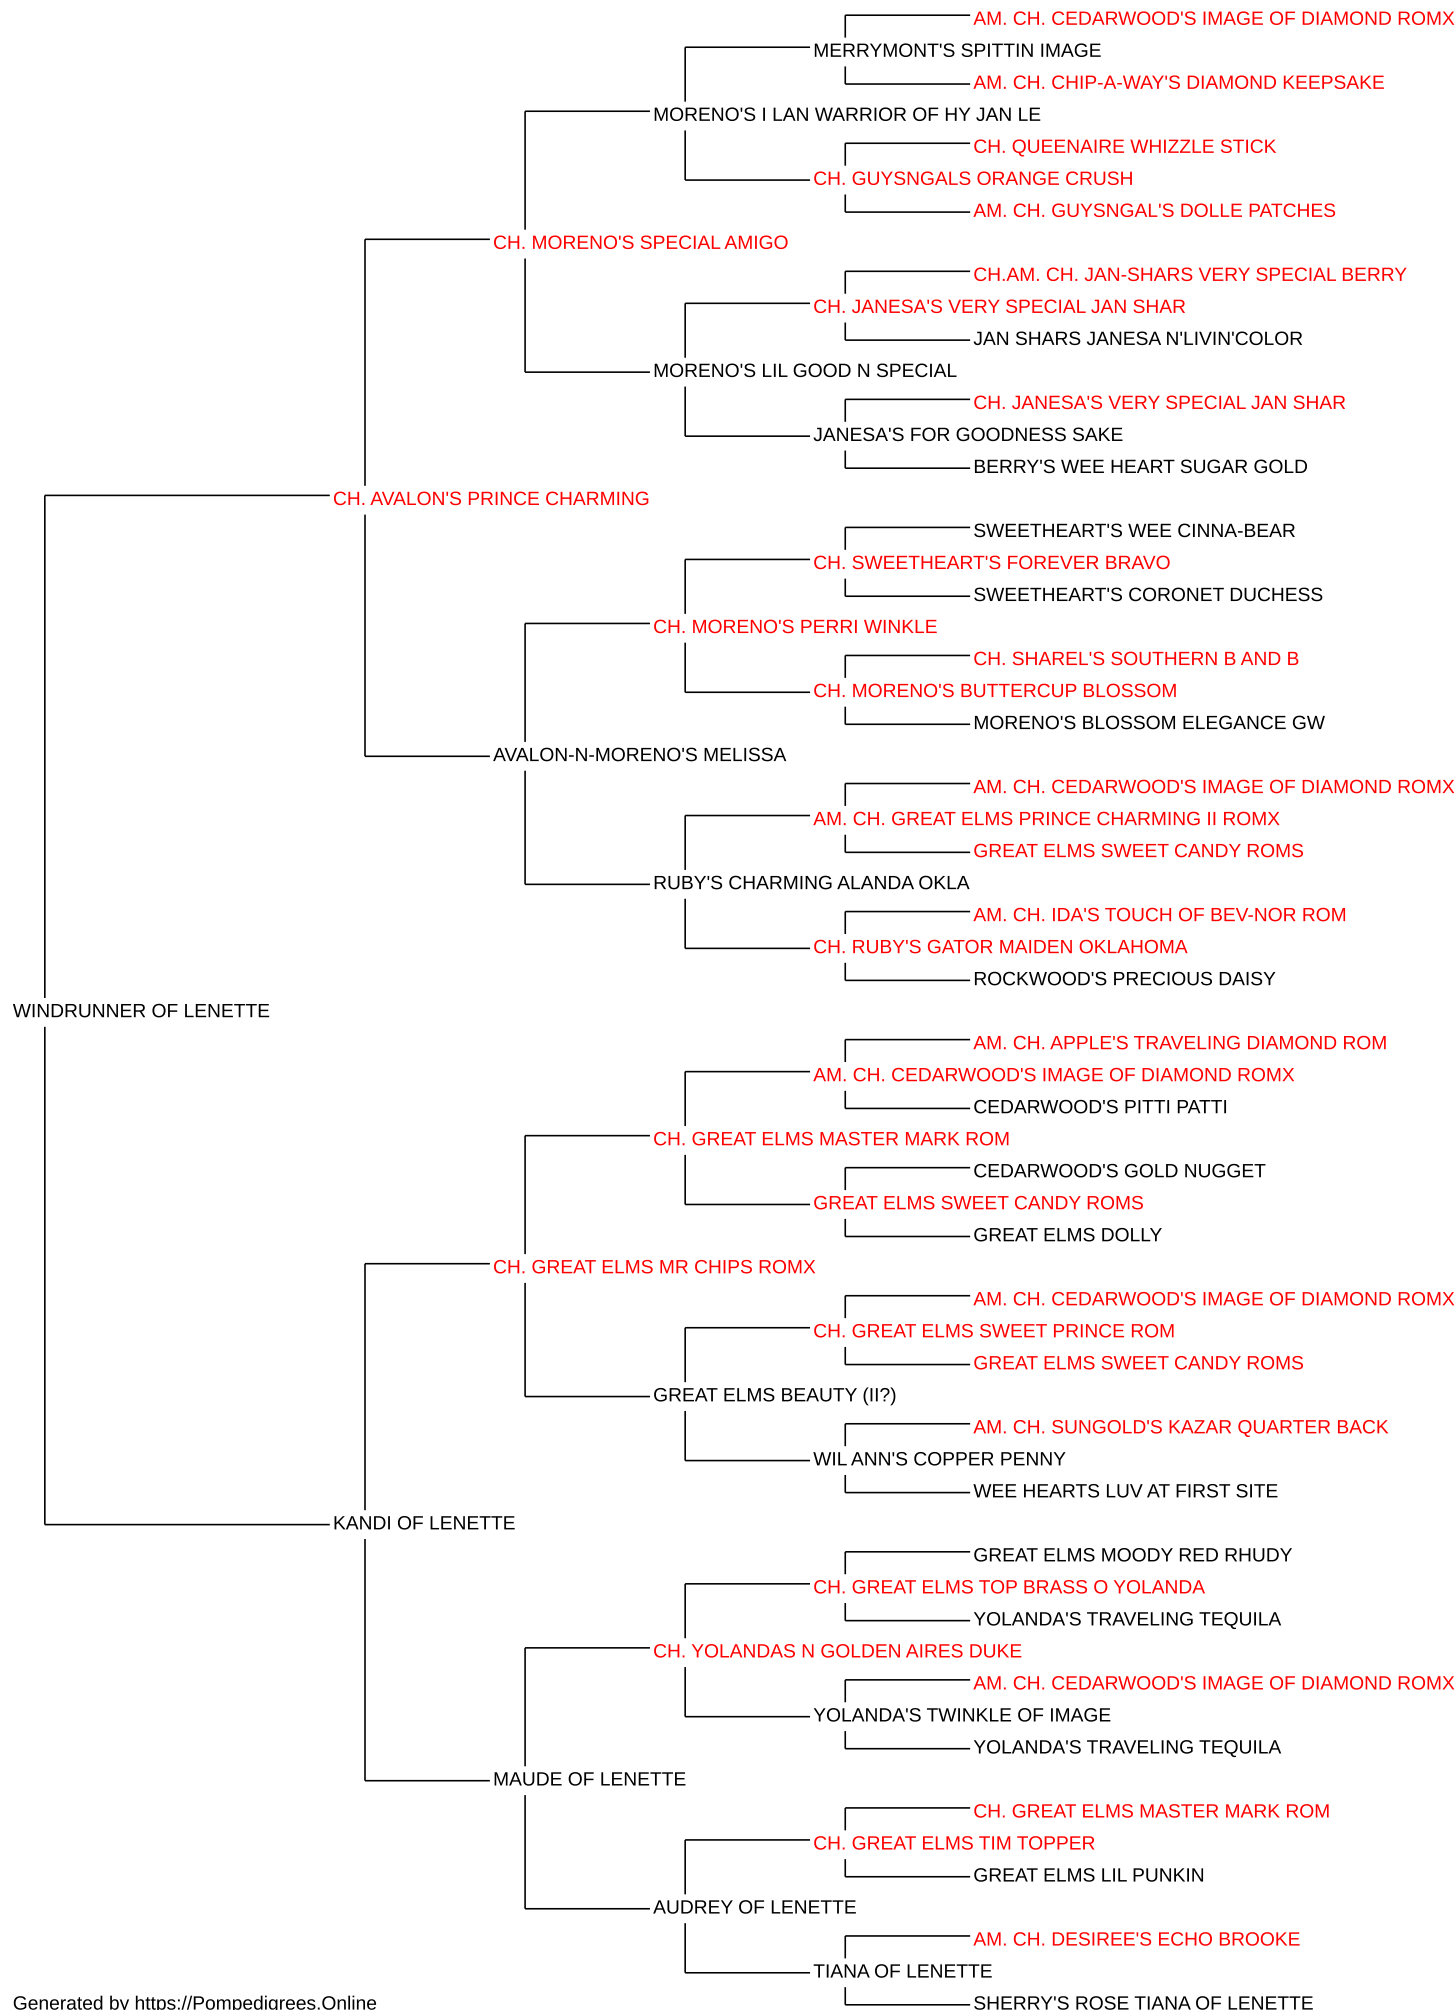 AM. CH. CEDARWOOD'S IMAGE OF DIAMOND ROMX
MERRYMONT'S SPITTIN IMAGE
AM. CH. CHIP-A-WAY'S DIAMOND KEEPSAKE
MORENO'S I LAN WARRIOR OF HY JAN LE
CH. QUEENAIRE WHIZZLE STICK
CH. GUYSNGALS ORANGE CRUSH
AM. CH. GUYSNGAL'S DOLLE PATCHES
CH. MORENO'S SPECIAL AMIGO
CH.AM. CH. JAN-SHARS VERY SPECIAL BERRY
CH. JANESA'S VERY SPECIAL JAN SHAR
JAN SHARS JANESA N'LIVIN'COLOR
MORENO'S LIL GOOD N SPECIAL
CH. JANESA'S VERY SPECIAL JAN SHAR
JANESA'S FOR GOODNESS SAKE
BERRY'S WEE HEART SUGAR GOLD
CH. AVALON'S PRINCE CHARMING
SWEETHEART'S WEE CINNA-BEAR
CH. SWEETHEART'S FOREVER BRAVO
SWEETHEART'S CORONET DUCHESS
CH. MORENO'S PERRI WINKLE
CH. SHAREL'S SOUTHERN B AND B
CH. MORENO'S BUTTERCUP BLOSSOM
MORENO'S BLOSSOM ELEGANCE GW
AVALON-N-MORENO'S MELISSA
AM. CH. CEDARWOOD'S IMAGE OF DIAMOND ROMX
AM. CH. GREAT ELMS PRINCE CHARMING II ROMX
GREAT ELMS SWEET CANDY ROMS
RUBY'S CHARMING ALANDA OKLA
AM. CH. IDA'S TOUCH OF BEV-NOR ROM
CH. RUBY'S GATOR MAIDEN OKLAHOMA
ROCKWOOD'S PRECIOUS DAISY
WINDRUNNER OF LENETTE
AM. CH. APPLE'S TRAVELING DIAMOND ROM
AM. CH. CEDARWOOD'S IMAGE OF DIAMOND ROMX
CEDARWOOD'S PITTI PATTI
CH. GREAT ELMS MASTER MARK ROM
CEDARWOOD'S GOLD NUGGET
GREAT ELMS SWEET CANDY ROMS
GREAT ELMS DOLLY
CH. GREAT ELMS MR CHIPS ROMX
AM. CH. CEDARWOOD'S IMAGE OF DIAMOND ROMX
CH. GREAT ELMS SWEET PRINCE ROM
GREAT ELMS SWEET CANDY ROMS
GREAT ELMS BEAUTY (II?)
AM. CH. SUNGOLD'S KAZAR QUARTER BACK
WIL ANN'S COPPER PENNY
WEE HEARTS LUV AT FIRST SITE
KANDI OF LENETTE
GREAT ELMS MOODY RED RHUDY
CH. GREAT ELMS TOP BRASS O YOLANDA
YOLANDA'S TRAVELING TEQUILA
CH. YOLANDAS N GOLDEN AIRES DUKE
AM. CH. CEDARWOOD'S IMAGE OF DIAMOND ROMX
YOLANDA'S TWINKLE OF IMAGE
YOLANDA'S TRAVELING TEQUILA
MAUDE OF LENETTE
CH. GREAT ELMS MASTER MARK ROM
CH. GREAT ELMS TIM TOPPER
GREAT ELMS LIL PUNKIN
AUDREY OF LENETTE
AM. CH. DESIREE'S ECHO BROOKE
TIANA OF LENETTE
SHERRY'S ROSE TIANA OF LENETTE
Generated by https://Pompedigrees.Online